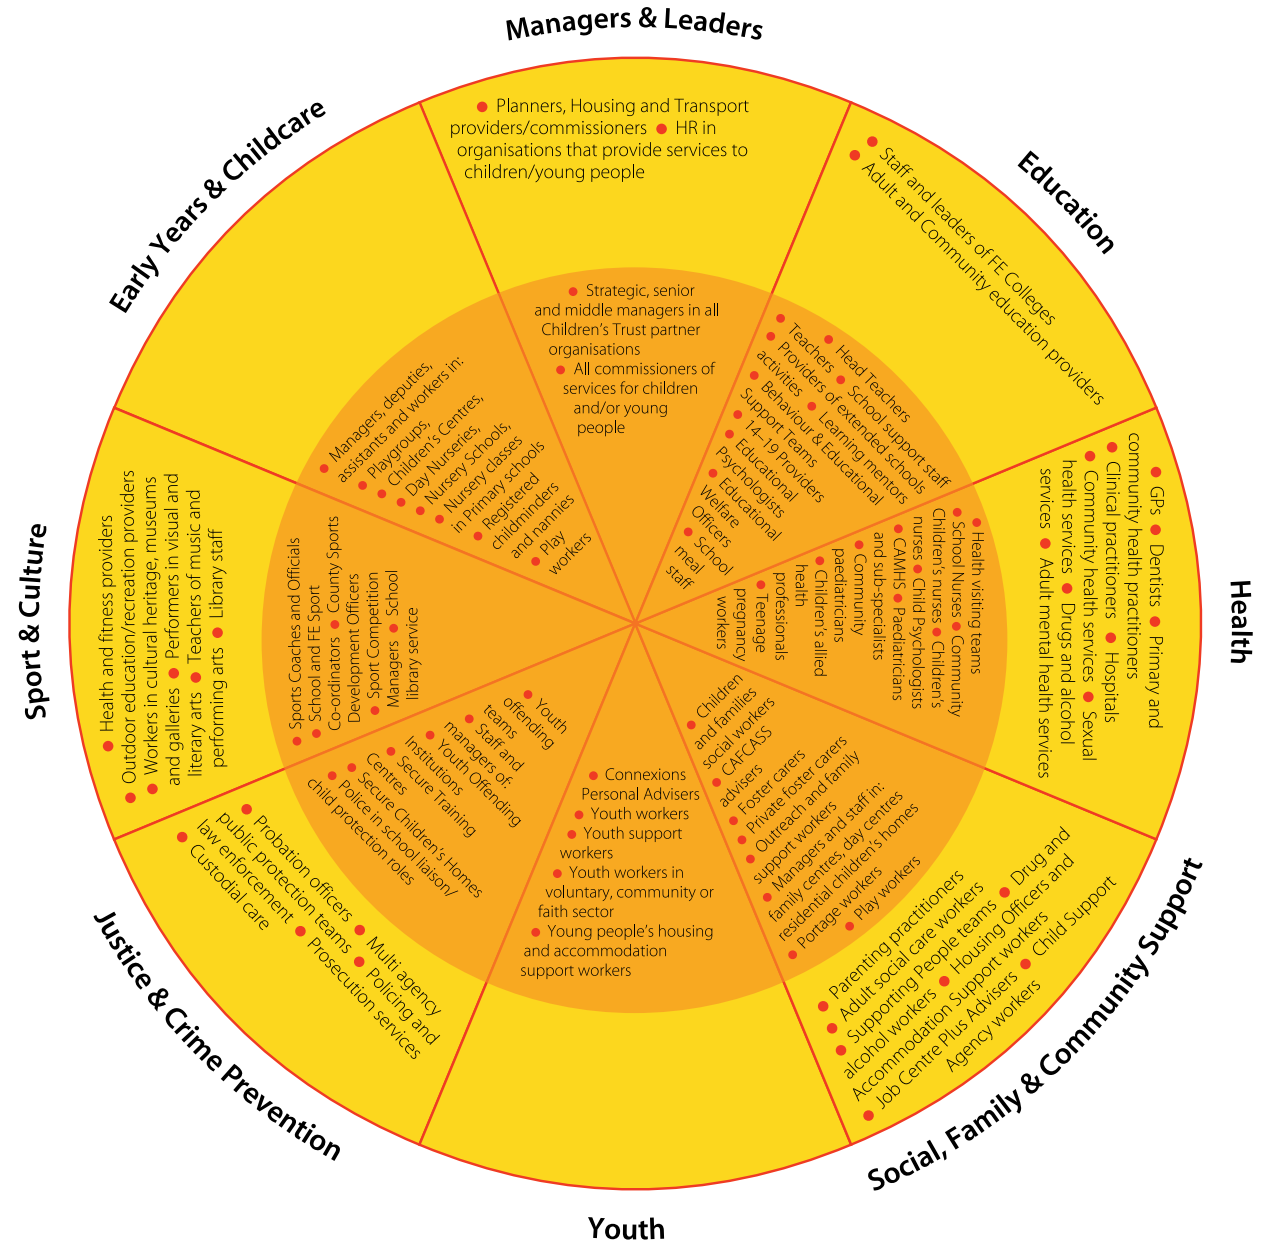 Managers & Leaders
● Planners, Housing and Transport
providers/commissioners ● HR in
organisations that provide services to
children/young people
● Strategic, senior
and middle managers in all
Children's Trust partner
organisations
● All commissioners of
services for children
and/or young
people
Education
● Staff and leaders of FE Colleges
● Adult and Community education providers
● Head Teachers
● Teachers ● School support staff
● Providers of extended schools
activities ● Learning mentors
● Behaviour & Educational
Support Teams
● 14–19 Providers
● Educational
Psychologists
● Educational
Welfare
Officers
● School
meal
staff
Health
● GPs ● Dentists ● Primary and
community health practitioners
● Clinical practitioners ● Hospitals
● Community health services ● Sexual
health services ● Drugs and alcohol
services ● Adult mental health services
● Health visiting teams
● School Nurses ● Community
Children's nurses ● Children's
nurses ● Child Psychologists
● CAMHS ● Paediatricians
and sub-specialists
● Community
paediatricians
● Children's allied
health
professionals
● Teenage
pregnancy
workers
Social, Family & Community Support
● Parenting practitioners
● Adult social care workers
● Supporting People teams ● Drug and
alcohol workers ● Housing Officers and
Accommodation Support workers
● Job Centre Plus Advisers ● Child Support
Agency workers
● Children
and families
social workers
● CAFCASS
advisers
● Foster carers
● Private foster carers
● Outreach and family
support workers
● Managers and staff in:
family centres, day centres
residential children's homes
● Portage workers
● Play workers
Youth
● Connexions
Personal Advisers
● Youth workers
● Youth support
workers
● Youth workers in
voluntary, community or
faith sector
● Young people's housing
and accommodation
support workers
Justice & Crime Prevention
● Probation officers ● Multi agency
public protection teams ● Policing and
law enforcement ● Prosecution services
● Custodial care
● Youth
offending
teams
● Staff and
managers of:
● Youth Offending
Institutions
● Secure Training
Centres
● Secure Children's Homes
● Police in school liaison/
child protection roles
Sport & Culture
● Health and fitness providers
● Outdoor education/recreation providers
● Workers in cultural heritage, museums
and galleries ● Performers in visual and
literary arts ● Teachers of music and
performing arts ● Library staff
● Sports Coaches and Officials
● School and FE Sport
Co-ordinators ● County Sports
Development Officers
● Sport Competition
Managers ● School
library service
Early Years & Childcare
● Managers, deputies,
assistants and workers in:
● Playgroups,
● Children's Centres,
● Day Nurseries,
● Nursery Schools,
● Nursery classes
in Primary schools
● Registered
childminders
and nannies
● Play
workers